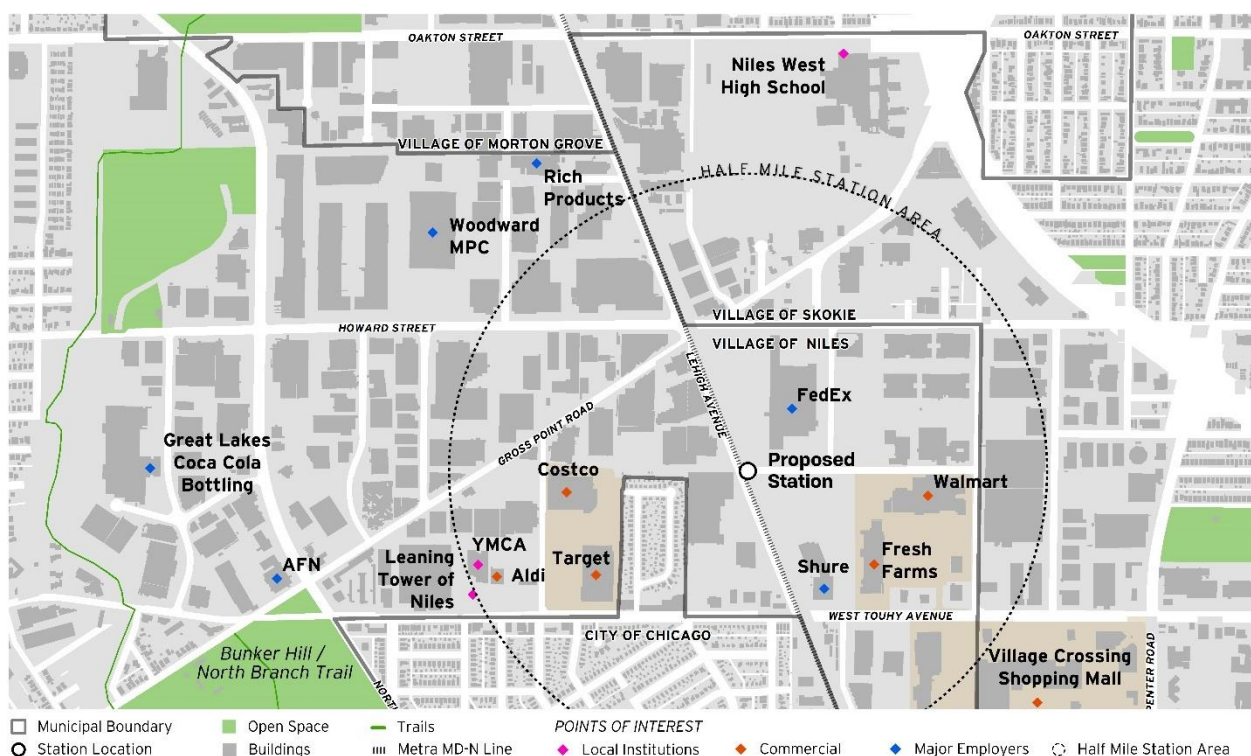 OAKTON STREET
OAKTON STREET
Niles West
High School
VILLAGE OF MORTON GROVE
Rich
Products
HALF MILE STATION AREA
Woodward
MPC
VILLAGE OF SKOKIE
HOWARD STREET
VILLAGE OF NILES
LEHIGH AVENUE
FedEx
GROSS POINT ROAD
Great Lakes
Coca Cola
Bottling
Costco
Proposed
Station
Walmart
YMCA
Leaning
Tower of
Niles
Aldi
Target
AFN
Shure
Fresh
Farms
WEST TOUHY AVENUE
CITY OF CHICAGO
Bunker Hill /
North Branch Trail
NORT
Village Crossing
Shopping Mall
PENTER ROAD
Municipal Boundary
Open Space
Trails
POINTS OF INTEREST
Station Location
Buildings
Metra MD-N Line
Local Institutions
Commercial
Major Employers
Half Mile Station Area